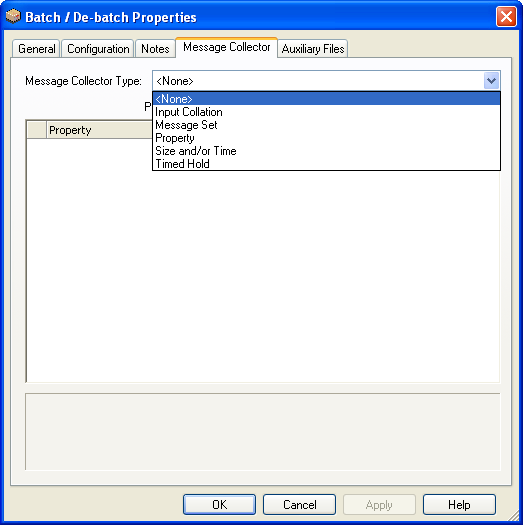 Batch / De-batch Properties
General Configuration Notes Message Collector Auxiliary Files
Message Collector Type: <None>
<None>
P
Input Collation
Message Set
Property
Property
Size and/or Time
Timed Hold
OK Cancel Apply Help